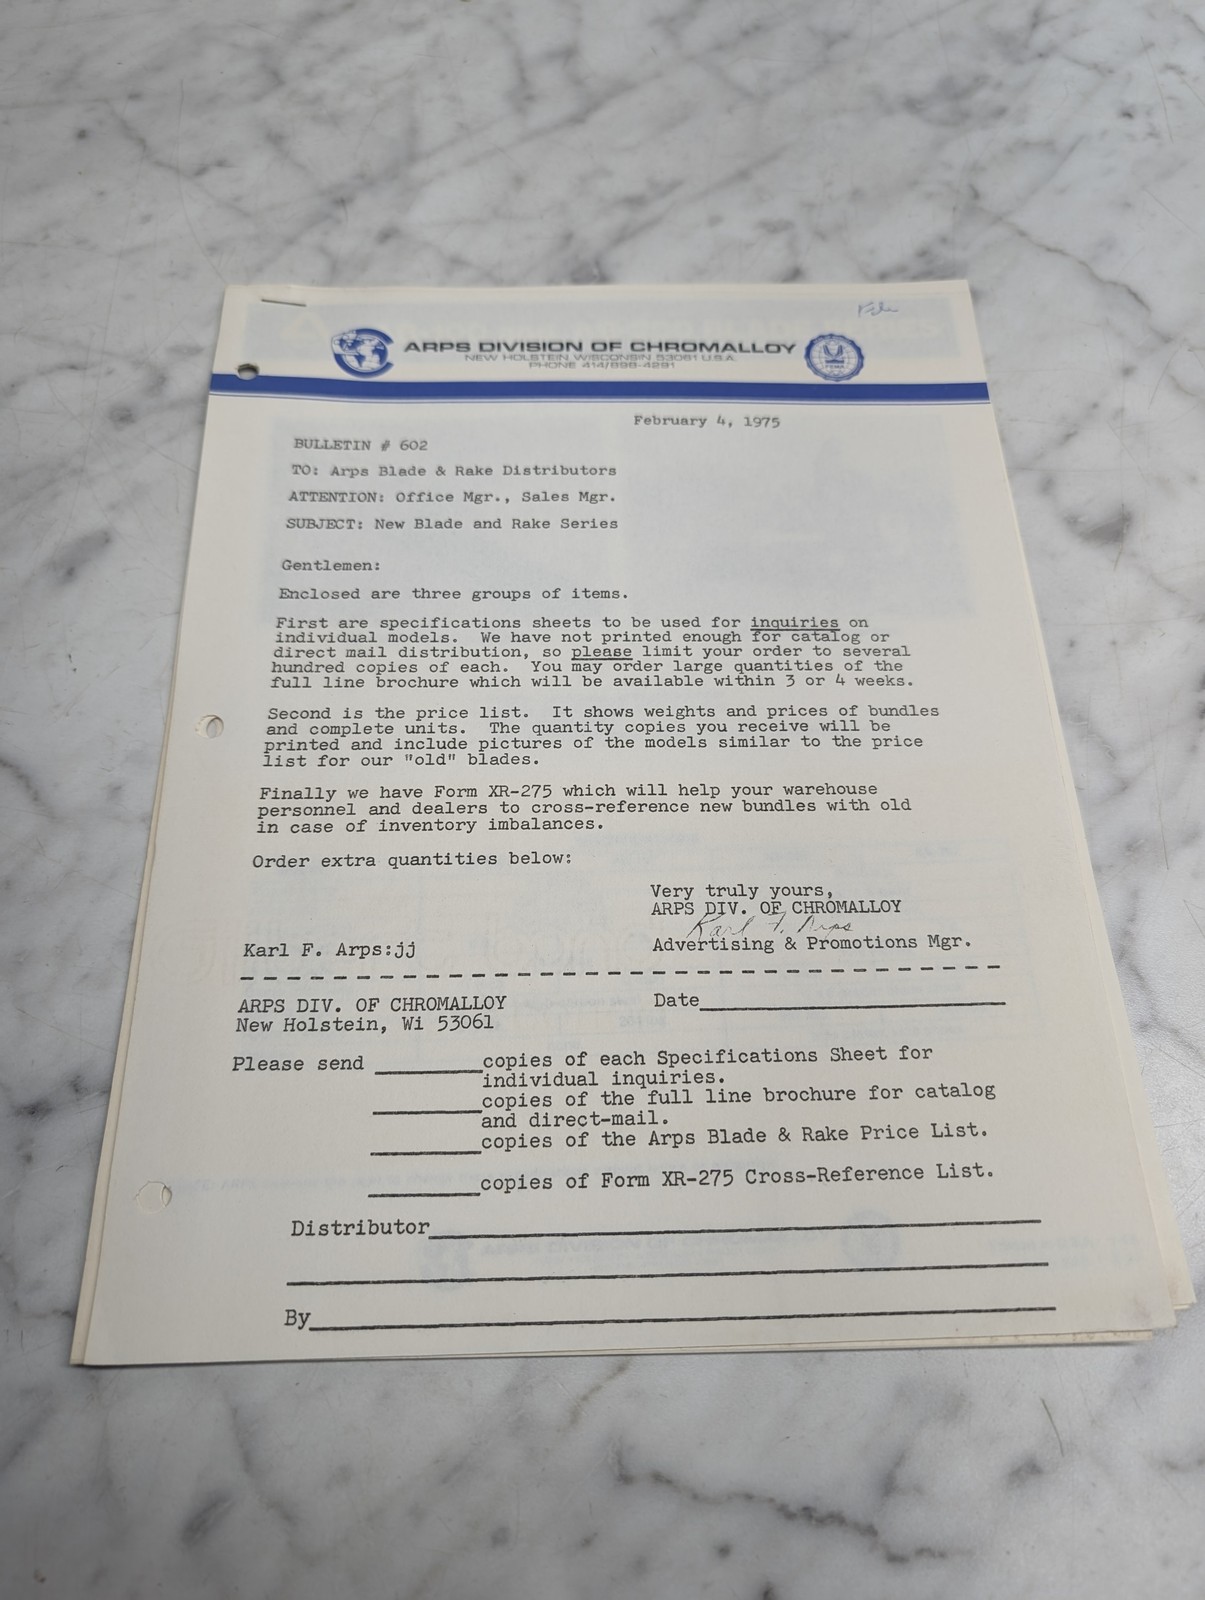 File
ARPS DIVISION OF CHROMALLOY
NEW HOLSTEIN, WISCONSIN 53061 U.S.A.
PHONE 414/898-4291
February 4, 1975
BULLETIN # 602
TO: Arps Blade & Rake Distributors
ATTENTION: Office Mgr., Sales Mgr.
SUBJECT: New Blade and Rake Series
Gentlemen:
Enclosed are three groups of items.
First are specifications sheets to be used for inquiries on
individual models. We have not printed enough for catalog or
direct mail distribution, so please limit your order to several
hundred copies of each. You may order large quantities of the
full line brochure which will be available within 3 or 4 weeks.
Second is the price list. It shows weights and prices of bundles
and complete units. The quantity copies you receive will be
printed and include pictures of the models similar to the price
list for our "old" blades.
Finally we have Form XR-275 which will help your warehouse
personnel and dealers to cross-reference new bundles with old
in case of inventory imbalances.
Order extra quantities below:
Very truly yours,
ARPS DIV. OF CHROMALLOY
Karl F. Arps
Karl F. Arps:jj
Advertising & Promotions Mgr.
ARPS DIV. OF CHROMALLOY
Date
New Holstein, Wi 53061
Please send copies of each Specifications Sheet for
individual inquiries.
copies of the full line brochure for catalog
and direct-mail.
copies of the Arps Blade & Rake Price List.
copies of Form XR-275 Cross-Reference List.
Distributor
By